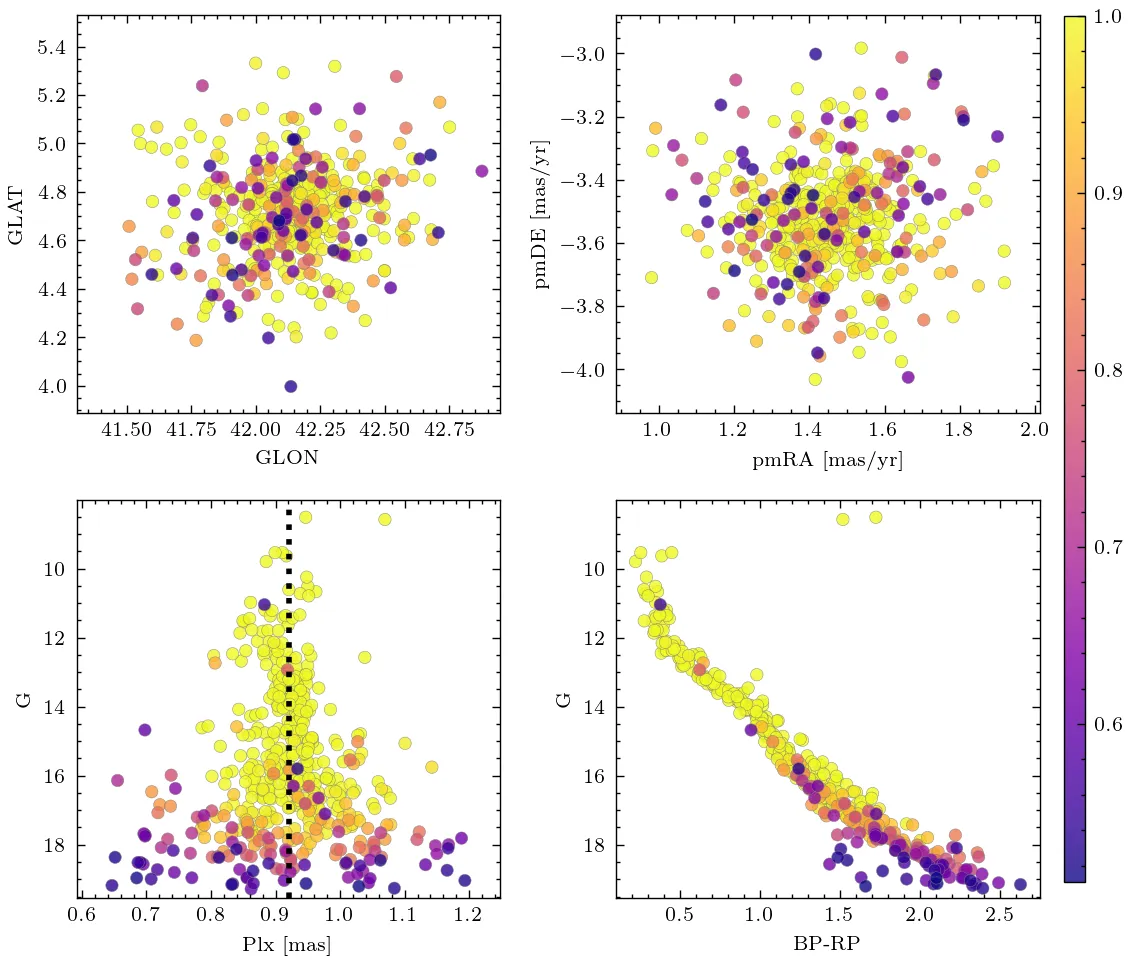 5.4
5.2
5.0
4.8
4.6
4.4
4.2
4.0
GLAT
41.50 41.75 42.00 42.25 42.50 42.75
GLON
−3.0
−3.2
−3.4
−3.6
−3.8
−4.0
pmDE [mas/yr]
1.0 1.2 1.4 1.6 1.8 2.0
pmRA [mas/yr]
1.0
0.9
0.8
0.7
0.6
10
12
14
16
18
G
0.6 0.7 0.8 0.9 1.0 1.1 1.2
Plx [mas]
10
12
14
16
18
G
0.5 1.0 1.5 2.0 2.5
BP-RP